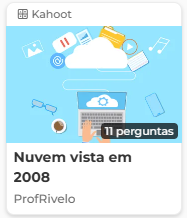 Kahoot
11 perguntas
Nuvem vista em
2008
ProfRivelo